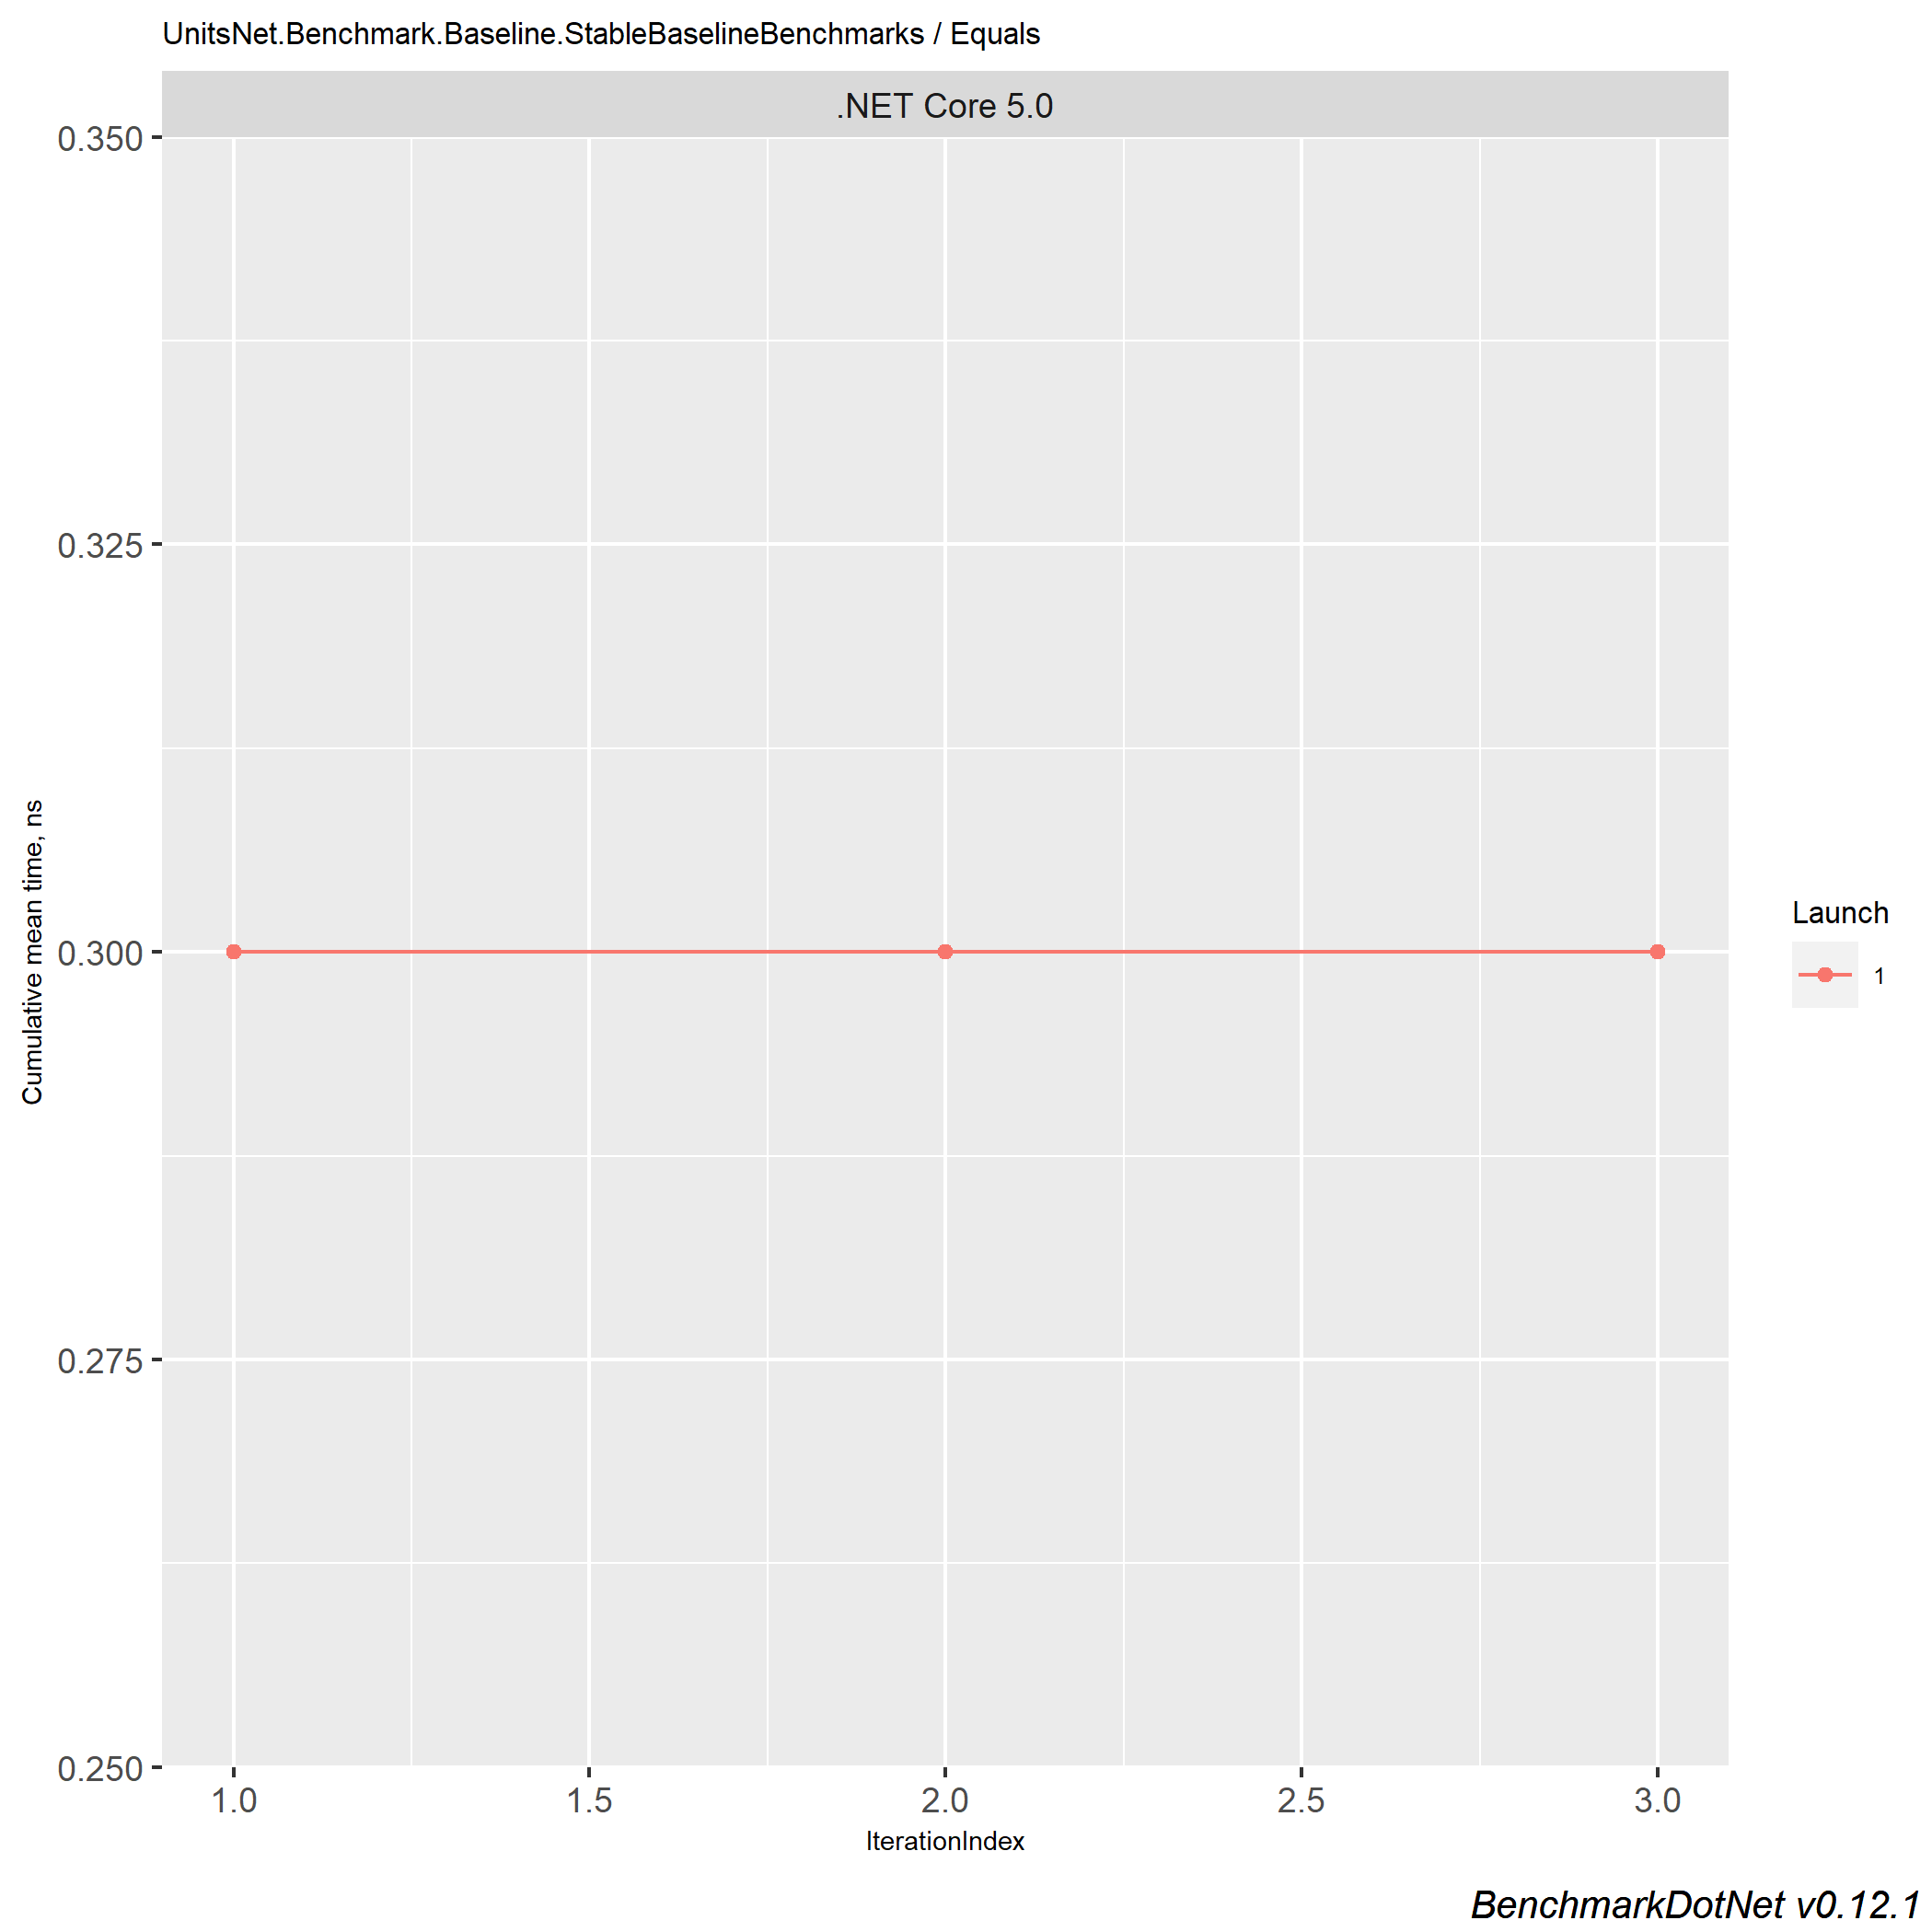 UnitsNet.Benchmark.Baseline.StableBaselineBenchmarks / Equals
.NET Core 5.0
0.350
0.325
0.300
0.275
0.250
Cumulative mean time, ns
1.0 1.5 2.0 2.5 3.0
IterationIndex
Launch
1
BenchmarkDotNet v0.12.1